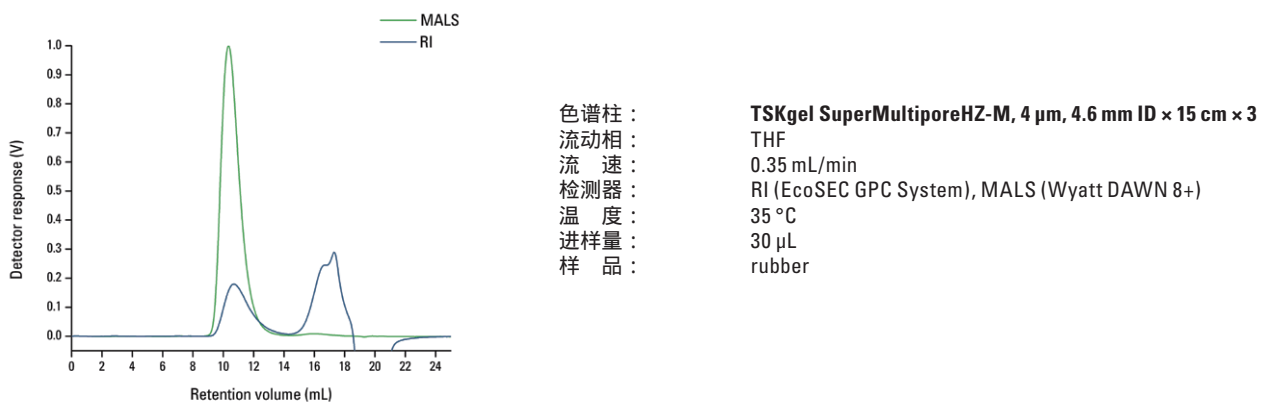 MALS
RI
1.0
0.9
0.8
0.7
0.6
0.5
0.4
0.3
0.2
0.1
0.0
Detector response (V)
0 2 4 6 8 10 12 14 16 18 20 22 24
Retention volume (mL)
色谱柱： TSKgel SuperMultiporeHZ-M, 4 µm, 4.6 mm ID × 15 cm × 3
流动相： THF
流 速： 0.35 mL/min
检测器： RI (EcoSEC GPC System), MALS (Wyatt DAWN 8+)
温 度： 35 °C
进样量： 30 µL
样 品： rubber